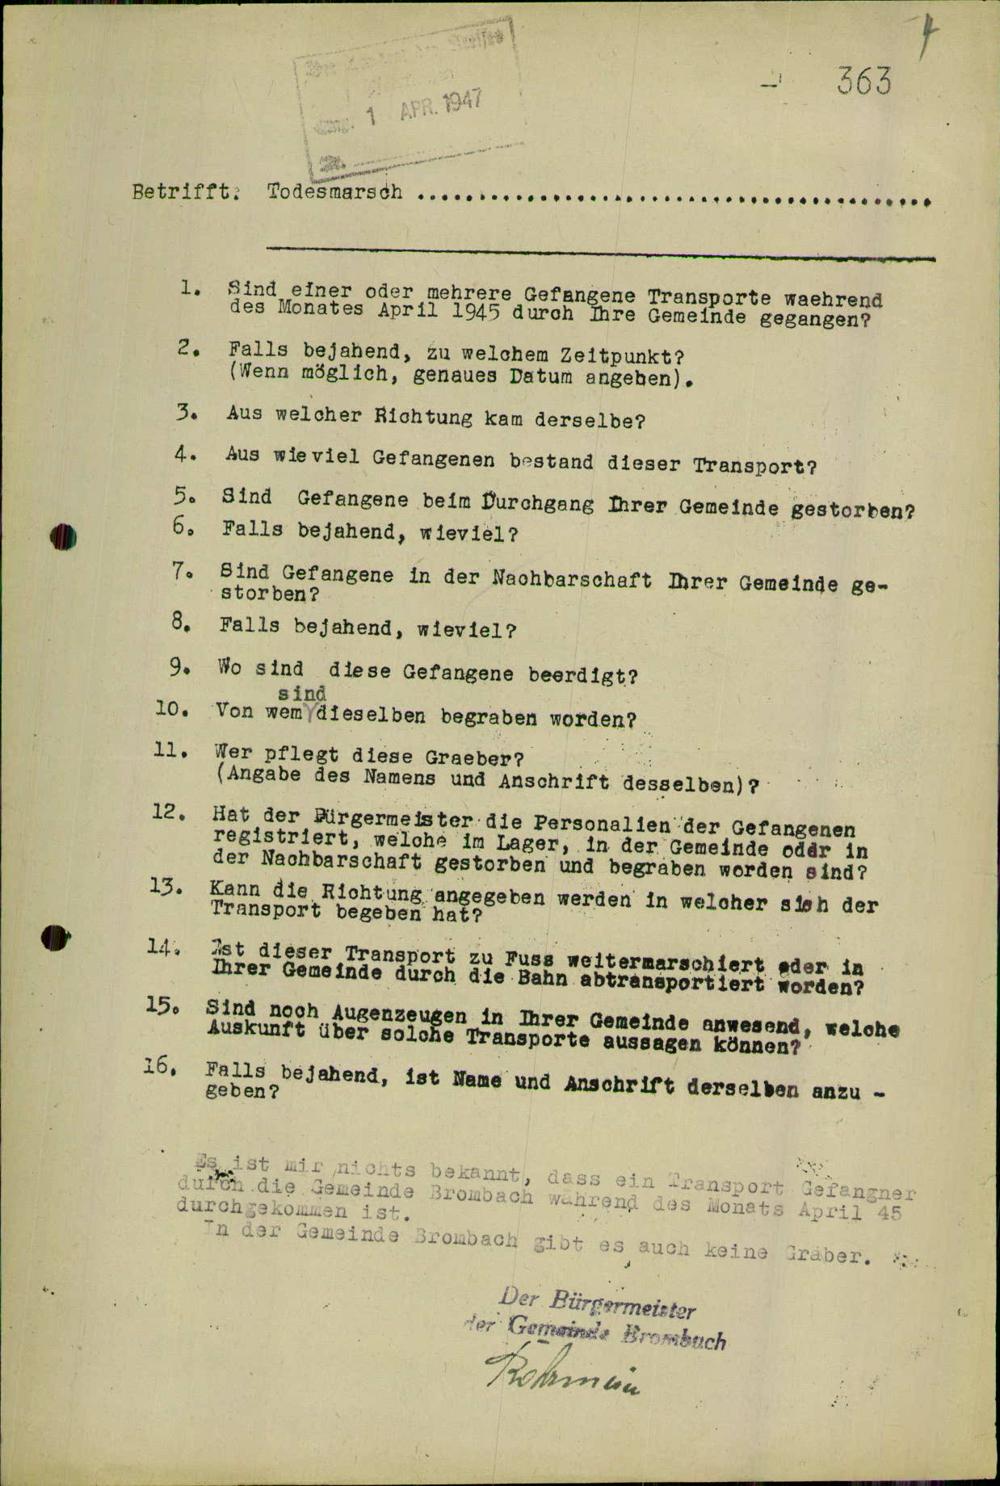 4
363
1 APR. 1947
Betrifft: Todesmarsch ..........................................
1. Sind einer oder mehrere Gefangene Transporte waehrend
des Monates April 1945 durch Ihre Gemeinde gegangen?
2. Falls bejahend, zu welchem Zeitpunkt?
(Wenn möglich, genaues Datum angeben).
3. Aus welcher Richtung kam derselbe?
4. Aus wieviel Gefangenen bestand dieser Transport?
5. Sind Gefangene beim Durchgang Ihrer Gemeinde gestorben?
6. Falls bejahend, wieviel?
7. Sind Gefangene in der Nachbarschaft Ihrer Gemeinde ge-
storben?
8. Falls bejahend, wieviel?
9. Wo sind diese Gefangene beerdigt?
sind
10. Von wem dieselben begraben worden?
11. Wer pflegt diese Graeber?
(Angabe des Namens und Anschrift desselben)?
12. Hat der Bürgermeister die Personalien der Gefangenen
registriert, welche im Lager, in der Gemeinde oder in
der Nachbarschaft gestorben und begraben worden sind?
13. Kann die Richtung angegeben werden in welcher sich der
Transport begeben hat?
14. Ist dieser Transport zu Fuss weitermarschiert oder in
Ihrer Gemeinde durch die Bahn abtransportiert worden?
15. Sind noch Augenzeugen in Ihrer Gemeinde anwesend, welche
Auskunft über solche Transporte aussagen können?
16. Falls bejahend, ist Name und Anschrift derselben anzu -
geben?
Es ist mir nichts bekannt, dass ein Transport Gefangner
durch die Gemeinde Brombach während des Monats April 45
durchgekommen ist.
In der Gemeinde Brombach gibt es auch keine Gräber.
Der Bürgermeister
der Gemeinde Brombach